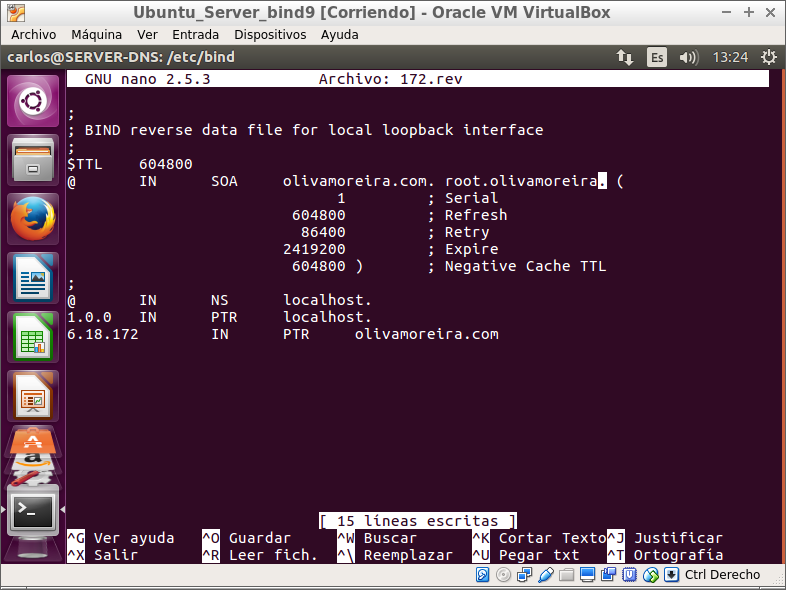 Ubuntu_Server_bind9 [Corriendo] - Oracle VM VirtualBox
Archivo Máquina Ver Entrada Dispositivos Ayuda
carlos@SERVER-DNS: /etc/bind Es 13:24
GNU nano 2.5.3 Archivo: 172.rev
;
; BIND reverse data file for local loopback interface
;
$TTL 604800
@ IN SOA olivamoreira.com. root.olivamoreira. (
1 ; Serial
604800 ; Refresh
86400 ; Retry
2419200 ; Expire
604800 ) ; Negative Cache TTL
;
@ IN NS localhost.
1.0.0 IN PTR localhost.
6.18.172 IN PTR olivamoreira.com
[ 15 líneas escritas ]
^G Ver ayuda ^O Guardar ^W Buscar ^K Cortar Texto ^J Justificar
^X Salir ^R Leer fich. ^\ Reemplazar ^U Pegar txt ^T Ortografía
Ctrl Derecho